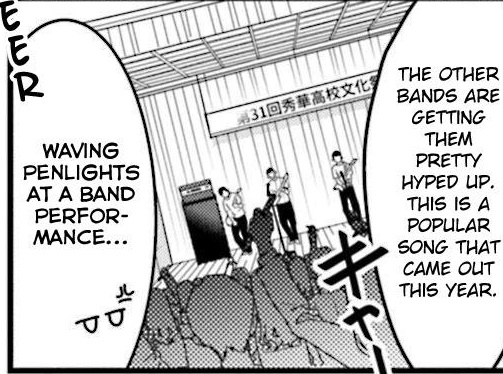 THE OTHER
BANDS ARE
GETTING
THEM
PRETTY
HYPED UP.
THIS IS A
POPULAR
SONG THAT
CAME OUT
THIS YEAR.
第31回秀華高校文化祭
EER
WAVING
PENLIGHTS
AT A BAND
PERFOR-
MANCE...
キャー